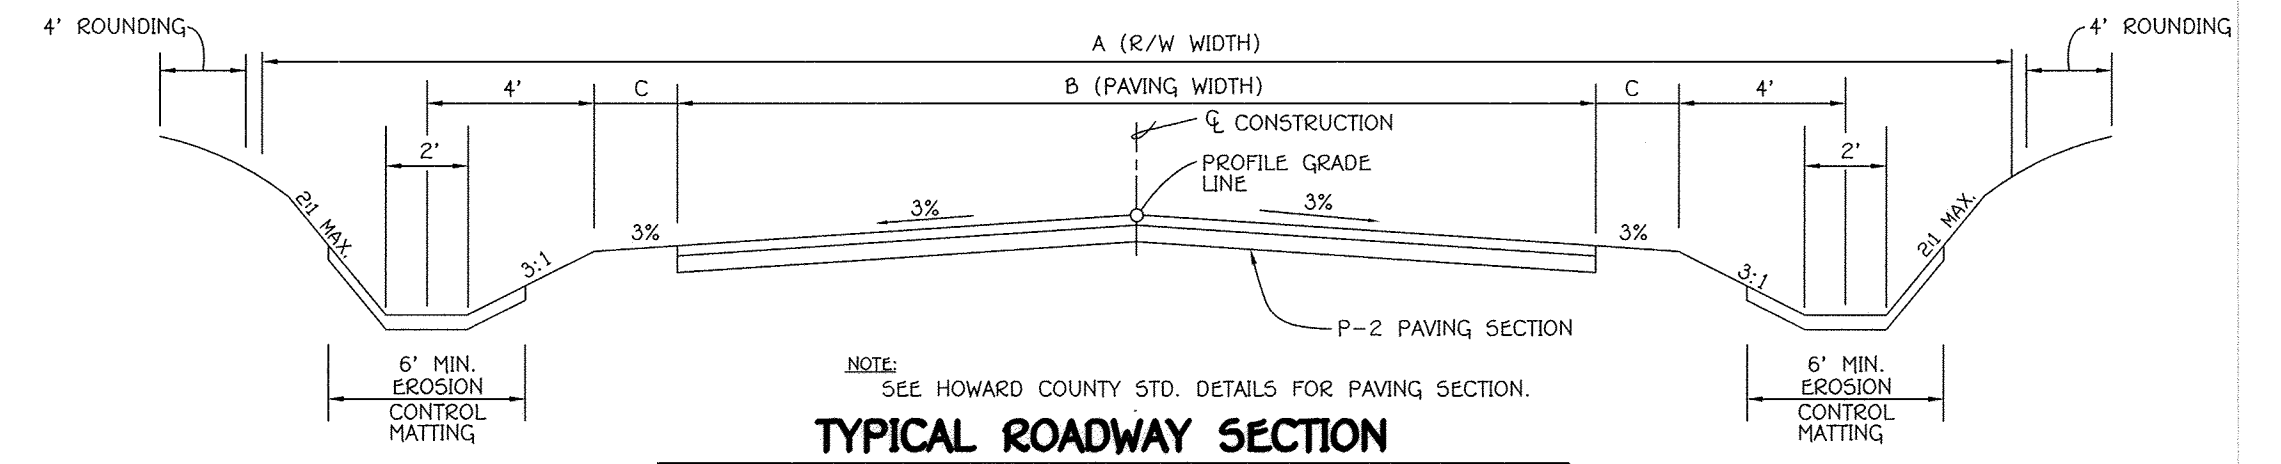 4' ROUNDING
A (R/W WIDTH)
4' ROUNDING
4'
C
B (PAVING WIDTH)
C
4'
℄ CONSTRUCTION
2'
PROFILE GRADE
LINE
2'
2:1 MAX.
3%
3%
2:1 MAX.
3%
3%
3:1
3:1
P-2 PAVING SECTION
6' MIN.
EROSION
CONTROL
MATTING
NOTE:
SEE HOWARD COUNTY STD. DETAILS FOR PAVING SECTION.
6' MIN.
EROSION
CONTROL
MATTING
TYPICAL ROADWAY SECTION